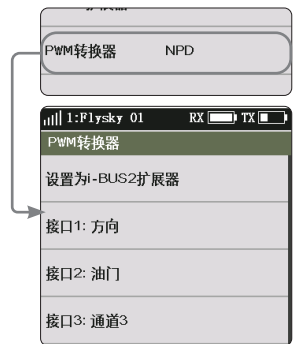 PWM转换器 NPD
1:Flysky 01 RX TX
PWM转换器
设置为i-BUS2扩展器
接口1: 方向
接口2: 油门
接口3: 通道3